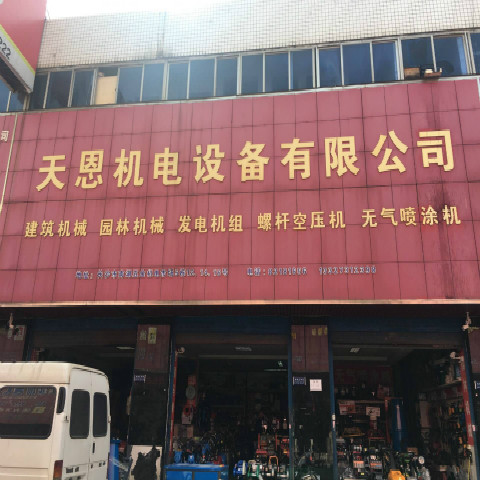 天恩机电设备有限公司
建筑机械 园林机械 发电机组 螺杆空压机 无气喷涂机